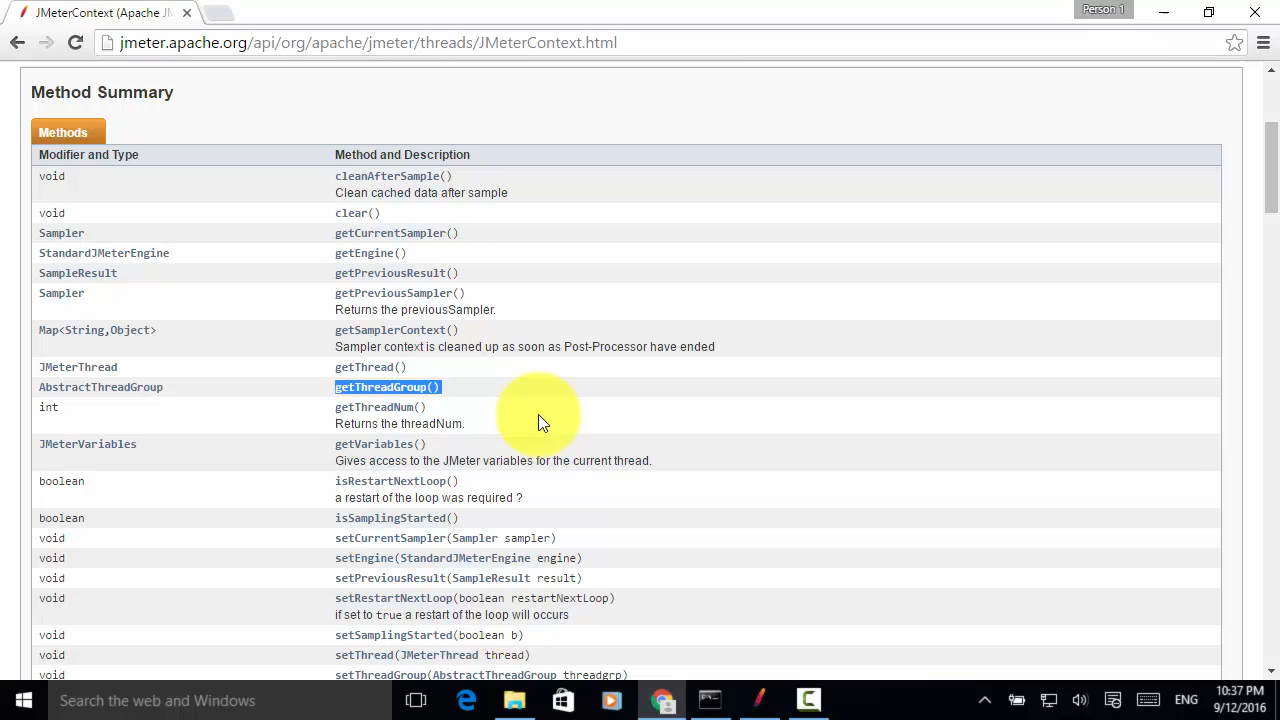 JMeterContext (Apache JM
Person 1
jmeter.apache.org/api/org/apache/jmeter/threads/JMeterContext.html
Method Summary
Methods
Modifier and Type Method and Description
void cleanAfterSample()
Clean cached data after sample
void clear()
Sampler getCurrentSampler()
StandardJMeterEngine getEngine()
SampleResult getPreviousResult()
Sampler getPreviousSampler()
Returns the previousSampler.
Map<String,Object> getSamplerContext()
Sampler context is cleaned up as soon as Post-Processor have ended
JMeterThread getThread()
AbstractThreadGroup getThreadGroup()
int getThreadNum()
Returns the threadNum.
JMeterVariables getVariables()
Gives access to the JMeter variables for the current thread.
boolean isRestartNextLoop()
a restart of the loop was required ?
boolean isSamplingStarted()
void setCurrentSampler(Sampler sampler)
void setEngine(StandardJMeterEngine engine)
void setPreviousResult(SampleResult result)
void setRestartNextLoop(boolean restartNextLoop)
if set to true a restart of the loop will occurs
void setSamplingStarted(boolean b)
void setThread(JMeterThread thread)
void setThreadGroup(AbstractThreadGroup threadgrp)
Search the web and Windows
ENG
10:37 PM
9/12/2016